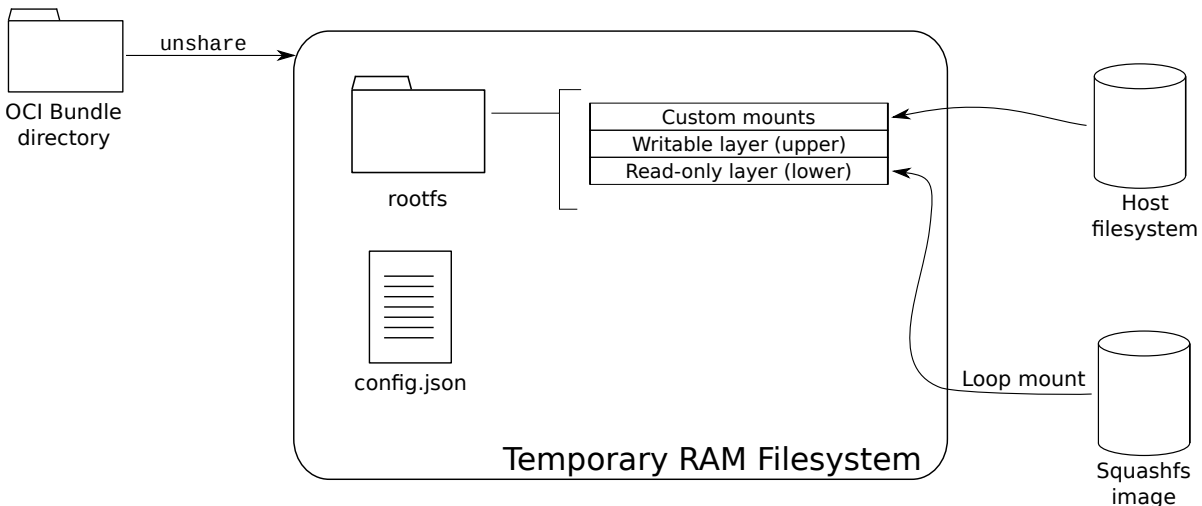 OCI Bundle
directory
unshare
rootfs
Custom mounts
Writable layer (upper)
Read-only layer (lower)
Host
filesystem
config.json
Loop mount
Temporary RAM Filesystem
Squashfs
image